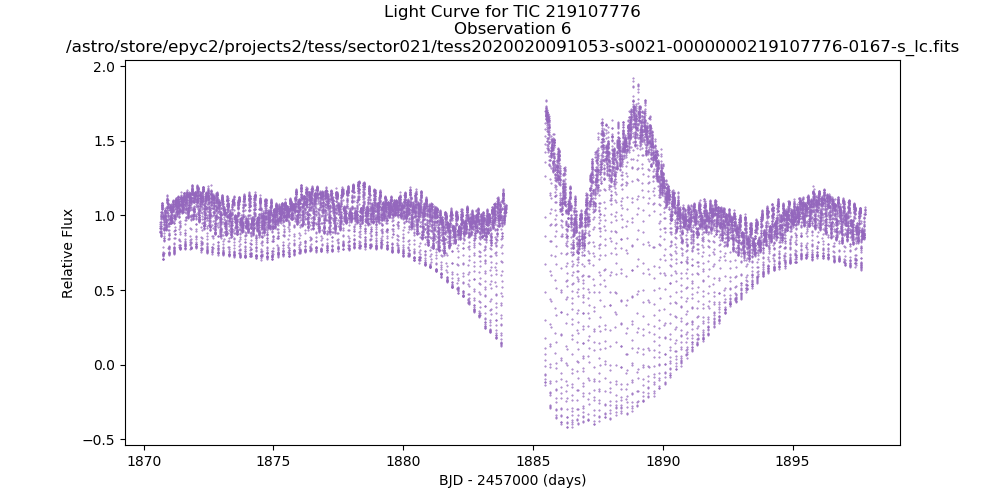 Light Curve for TIC 219107776
Observation 6
/astro/store/epyc2/projects2/tess/sector021/tess2020020091053-s0021-0000000219107776-0167-s_lc.fits
2.0
1.5
1.0
0.5
0.0
−0.5
Relative Flux
1870
1875
1880
1885
1890
1895
BJD - 2457000 (days)